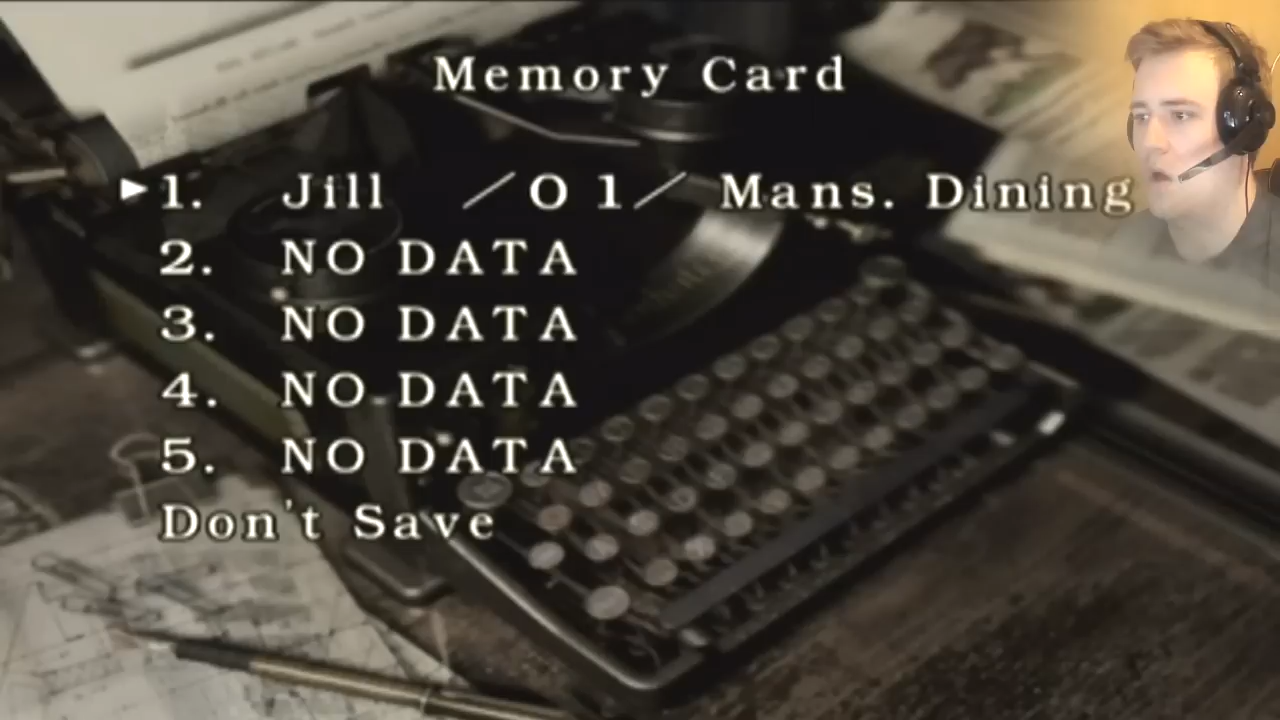 Memory Card
1. Jill /01/ Mans. Dining
2. NO DATA
3. NO DATA
4. NO DATA
5. NO DATA
Don't Save